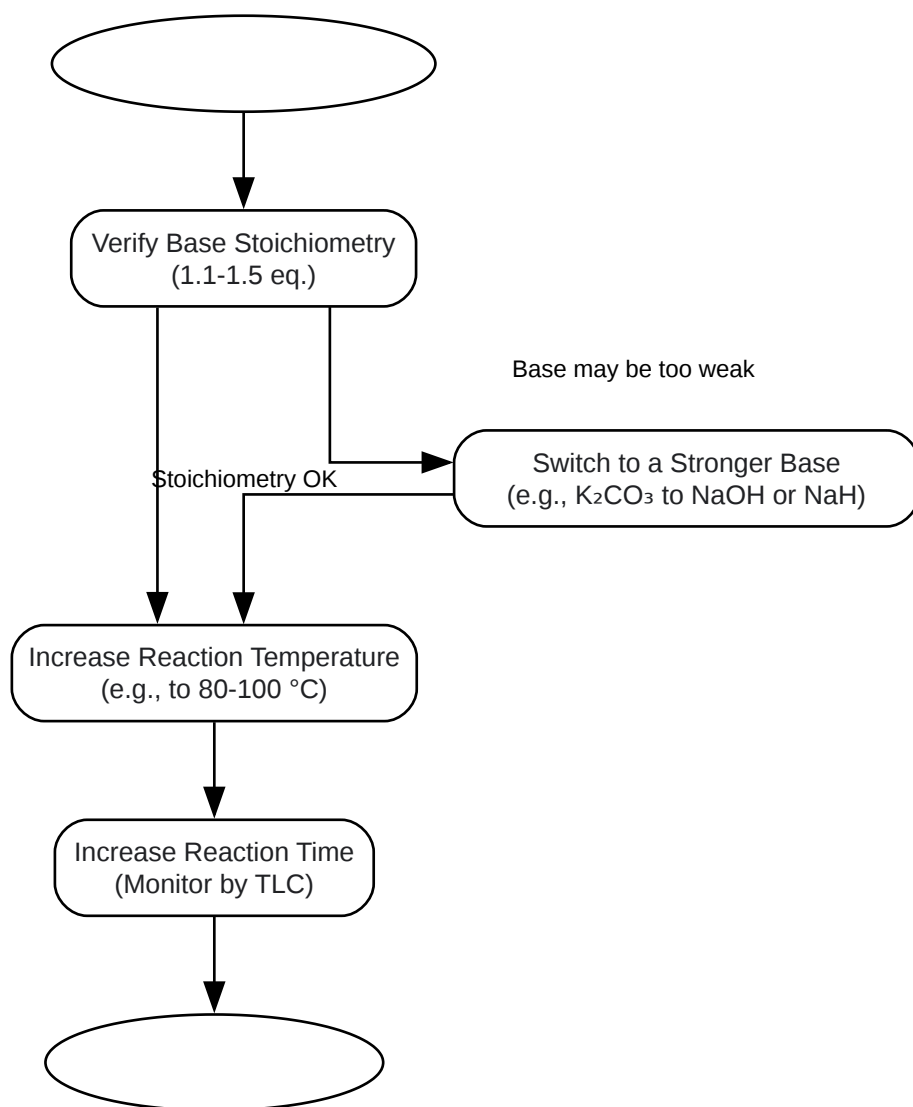 Verify Base Stoichiometry
(1.1-1.5 eq.)
Base may be too weak
Switch to a Stronger Base
(e.g., K₂CO₃ to NaOH or NaH)
Stoichiometry OK
Increase Reaction Temperature
(e.g., to 80-100 °C)
Increase Reaction Time
(Monitor by TLC)